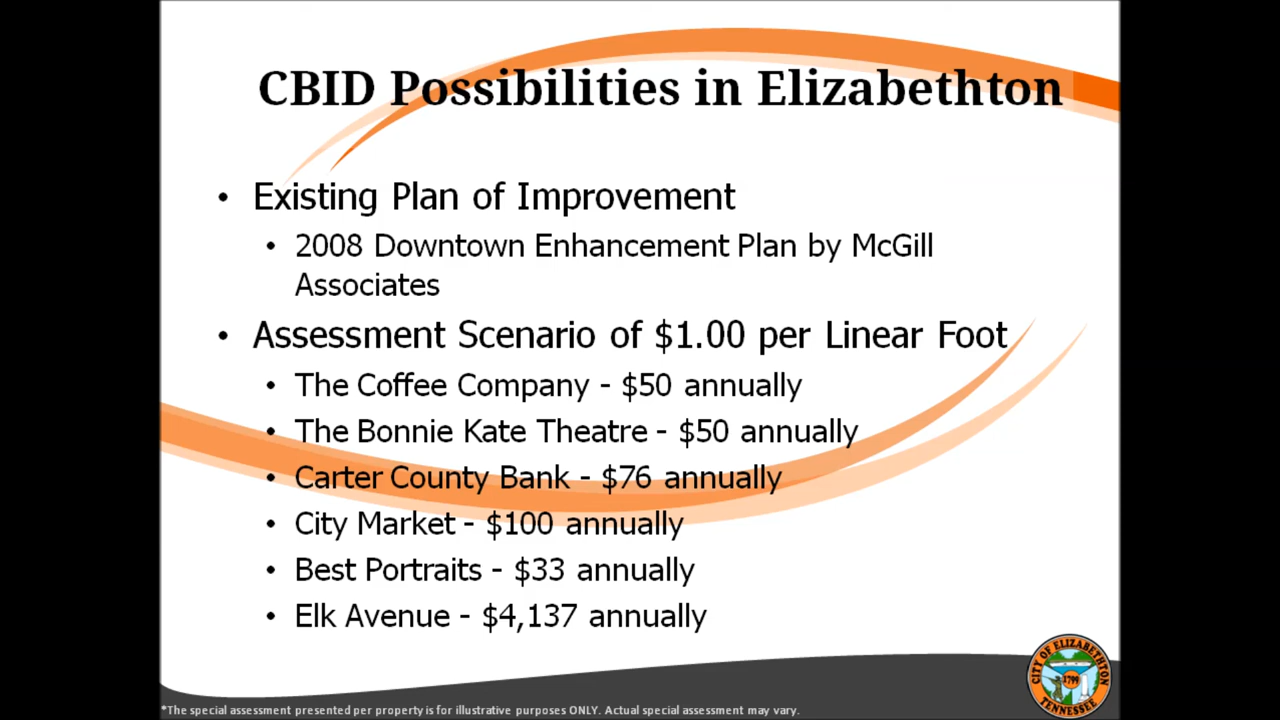 CBID Possibilities in Elizabethton
• Existing Plan of Improvement
• 2008 Downtown Enhancement Plan by McGill
Associates
• Assessment Scenario of $1.00 per Linear Foot
• The Coffee Company - $50 annually
• The Bonnie Kate Theatre - $50 annually
• Carter County Bank - $76 annually
• City Market - $100 annually
• Best Portraits - $33 annually
• Elk Avenue - $4,137 annually
CITY OF ELIZABETHTON
1799
TENNESSEE
*The special assessment presented per property is for illustrative purposes ONLY. Actual special assessment may vary.